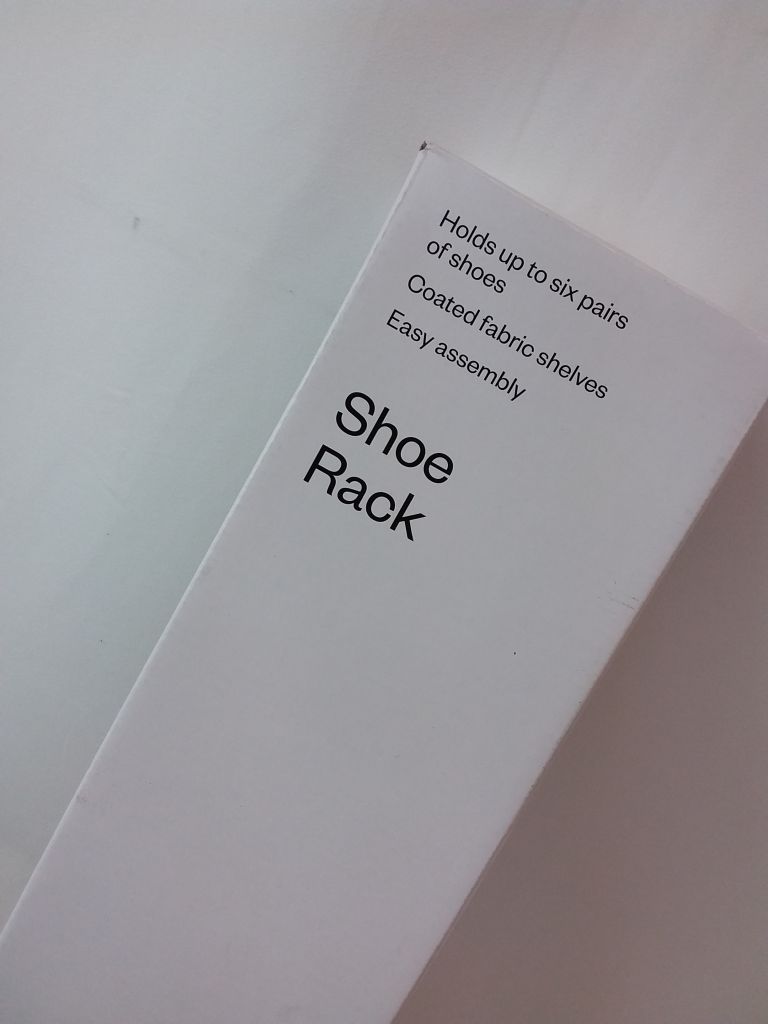 Holds up to six pairs
of shoes
Coated fabric shelves
Easy assembly
Shoe
Rack